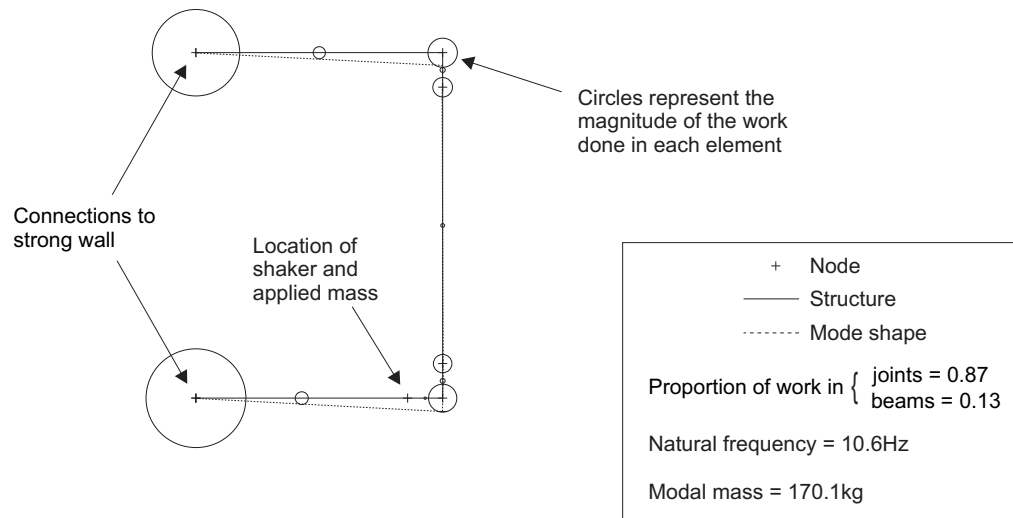 Circles represent the
magnitude of the work
done in each element
Connections to
strong wall
Location of
shaker and
applied mass
+ Node
Structure
Mode shape
Proportion of work in { joints = 0.87
beams = 0.13
Natural frequency = 10.6Hz
Modal mass = 170.1kg